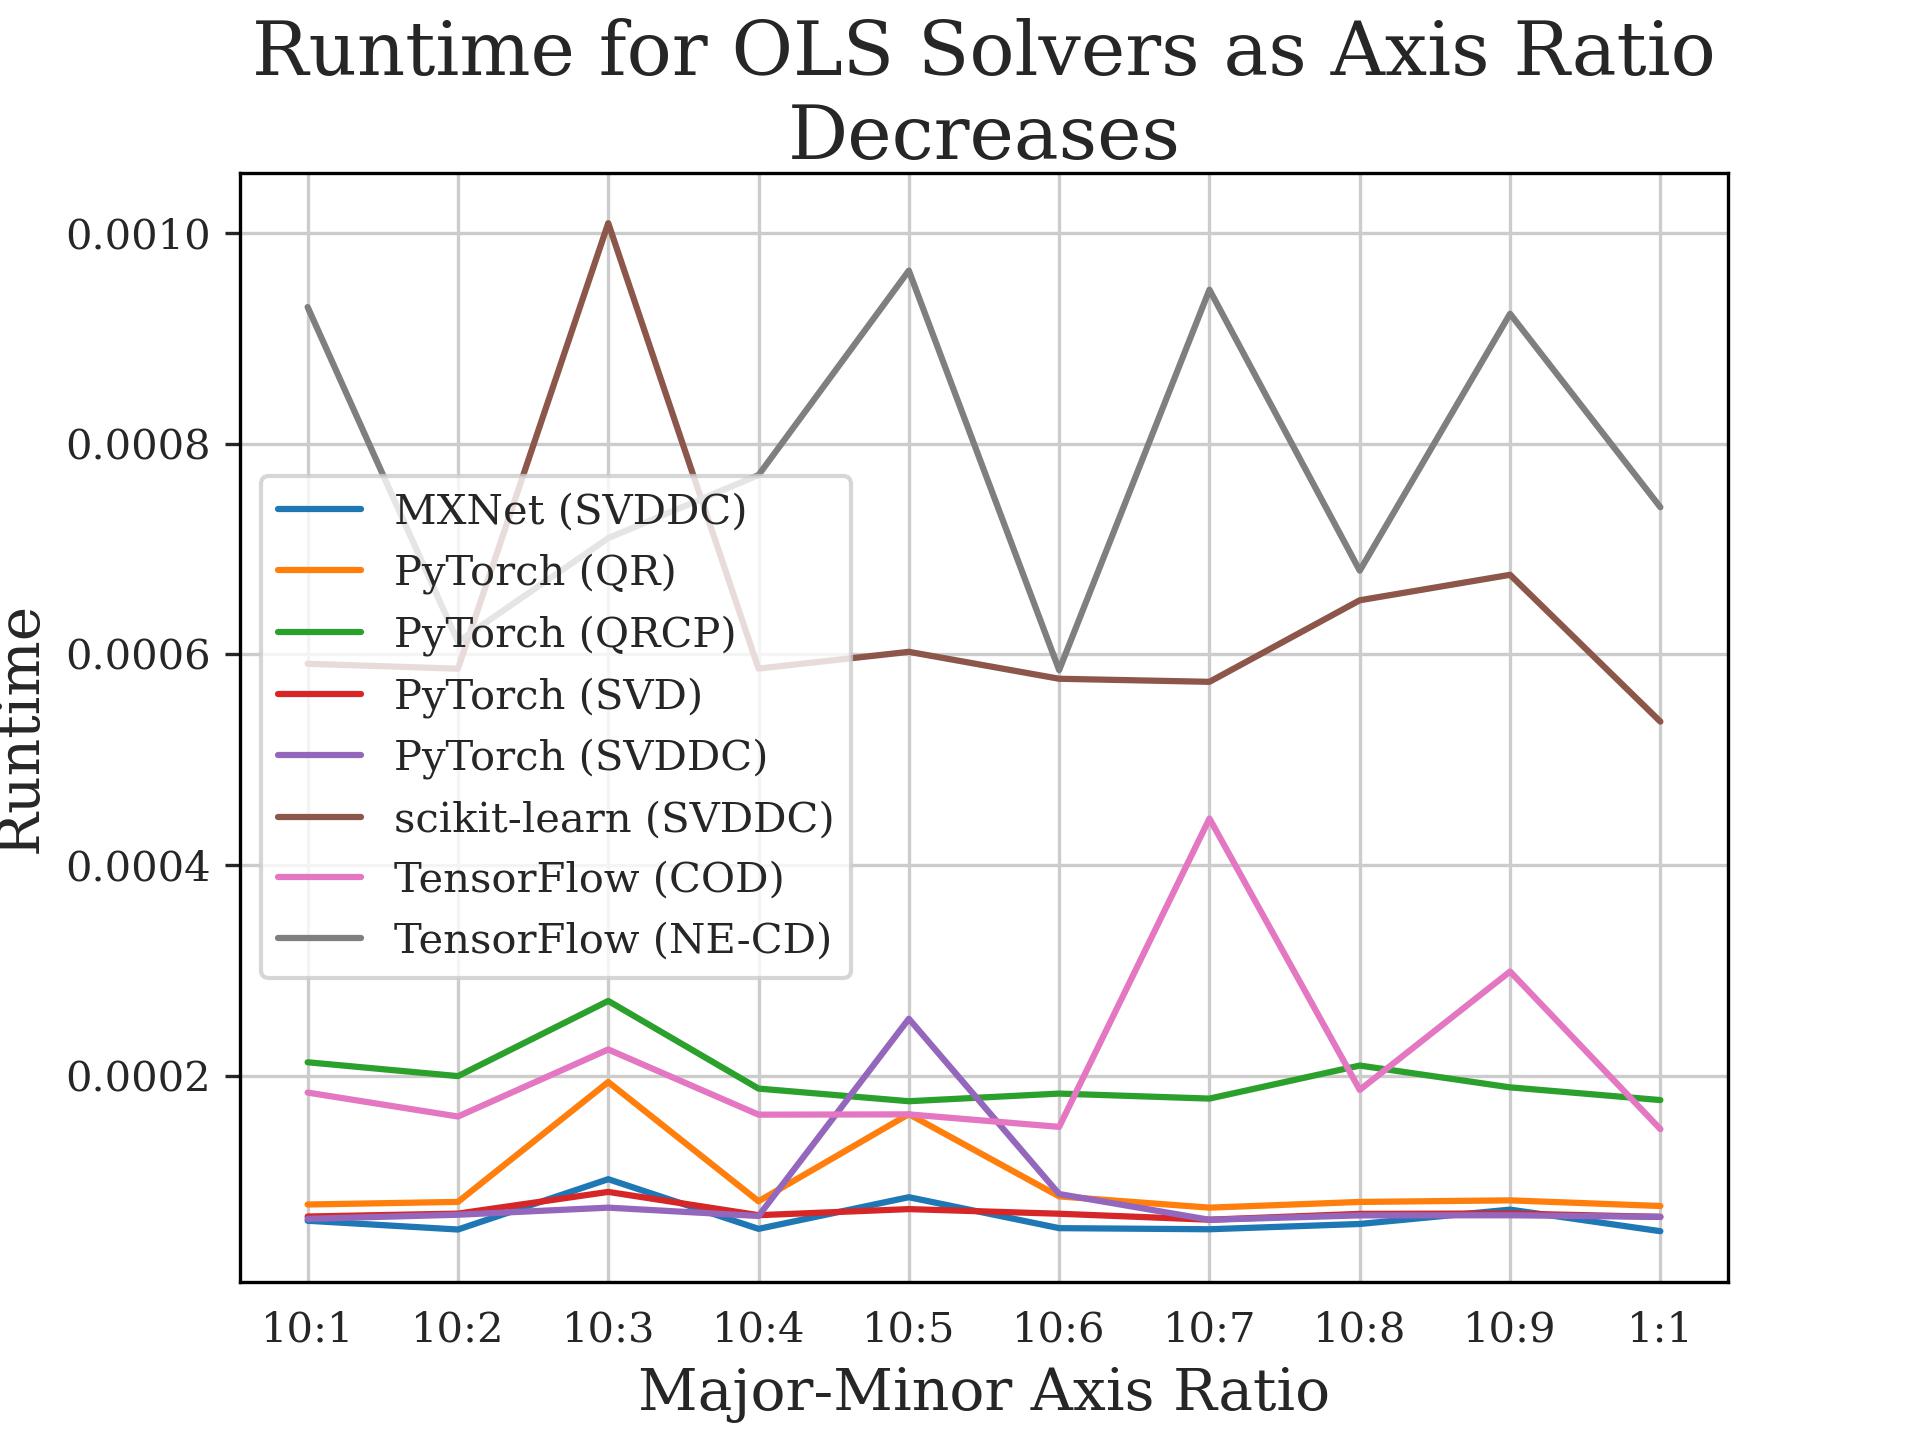 Runtime for OLS Solvers as Axis Ratio
Decreases
0.0010
0.0008
0.0006
0.0004
0.0002
Runtime
MXNet (SVDDC)
PyTorch (QR)
PyTorch (QRCP)
PyTorch (SVD)
PyTorch (SVDDC)
scikit-learn (SVDDC)
TensorFlow (COD)
TensorFlow (NE-CD)
10:1 10:2 10:3 10:4 10:5 10:6 10:7 10:8 10:9 1:1
Major-Minor Axis Ratio